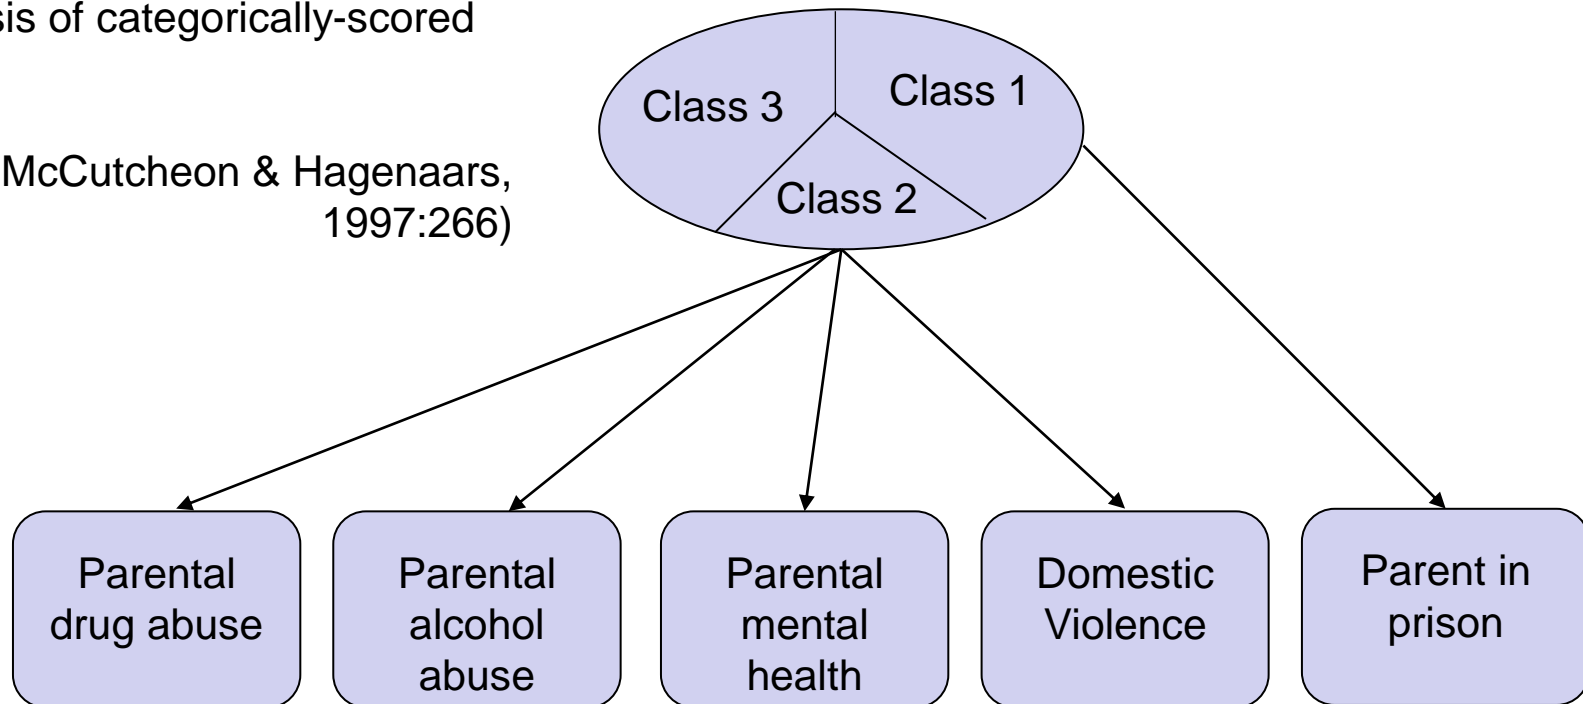 of categorically-scored
McCutcheon & Hagenaars,
1997:266)
Class 3
Class 1
Class 2
Parental
drug abuse
Parental
alcohol
abuse
Parental
mental
health
Domestic
Violence
Parent in
prison